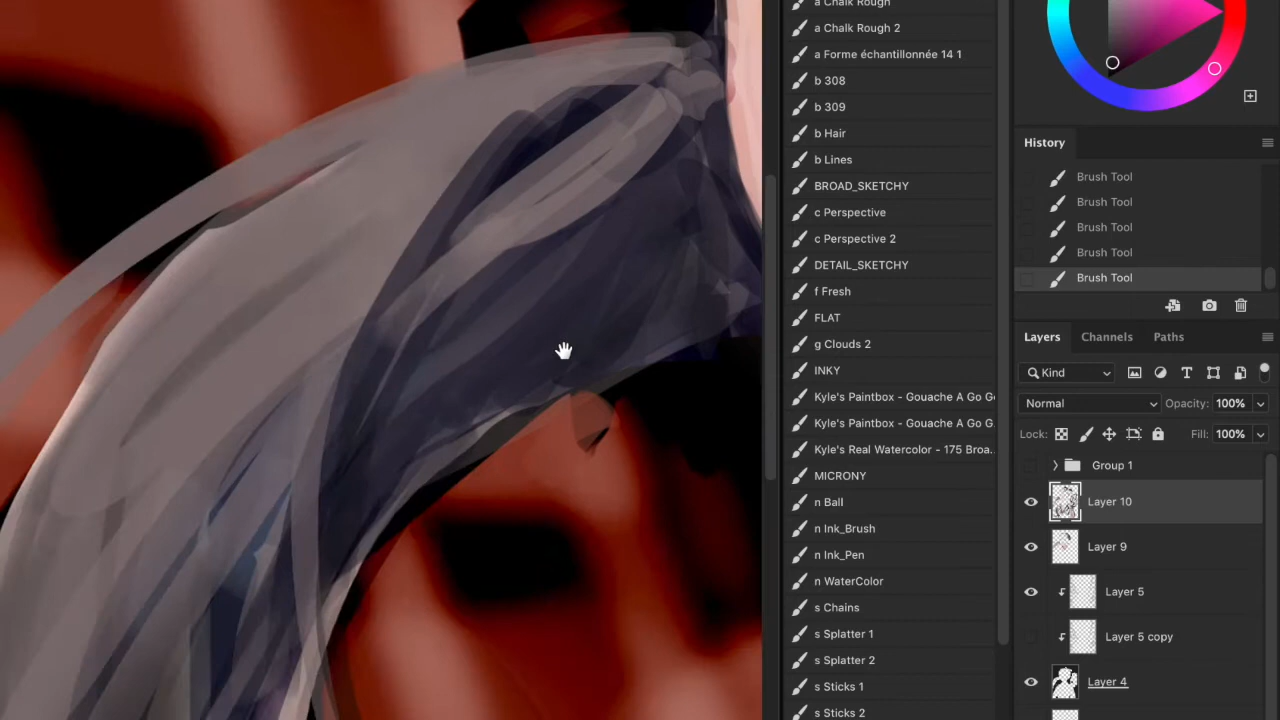 a Chalk Rough
a Chalk Rough 2
a Forme échantillonnée 14 1
b 308
b 309
b Hair
b Lines
BROAD_SKETCHY
c Perspective
c Perspective 2
DETAIL_SKETCHY
f Fresh
FLAT
g Clouds 2
INKY
Kyle's Paintbox - Gouache A Go G
Kyle's Paintbox - Gouache A Go G.
Kyle's Real Watercolor - 175 Broa...
MICRONY
n Ball
n Ink_Brush
n Ink_Pen
n WaterColor
s Chains
s Splatter 1
s Splatter 2
s Sticks 1
s Sticks 2
History
Brush Tool
Brush Tool
Brush Tool
Brush Tool
Brush Tool
Layers Channels Paths
Kind
Normal Opacity: 100%
Lock: Fill: 100%
Group 1
Layer 10
Layer 9
Layer 5
Layer 5 copy
Layer 4